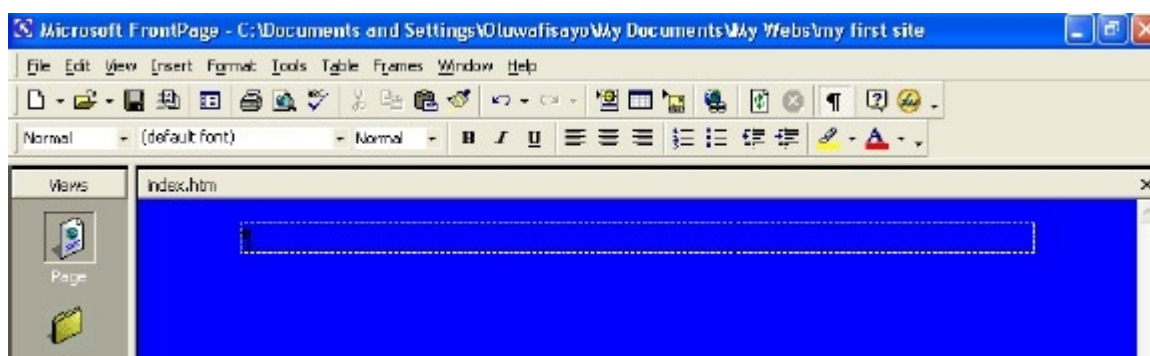 Microsoft FrontPage - C:\Documents and Settings\Oluwafisayo\My Documents\My Webs\my first site
File Edit View Insert Format Tools Table Frames Window Help
Normal (default font) Normal B I U A
Views index.htm
Page